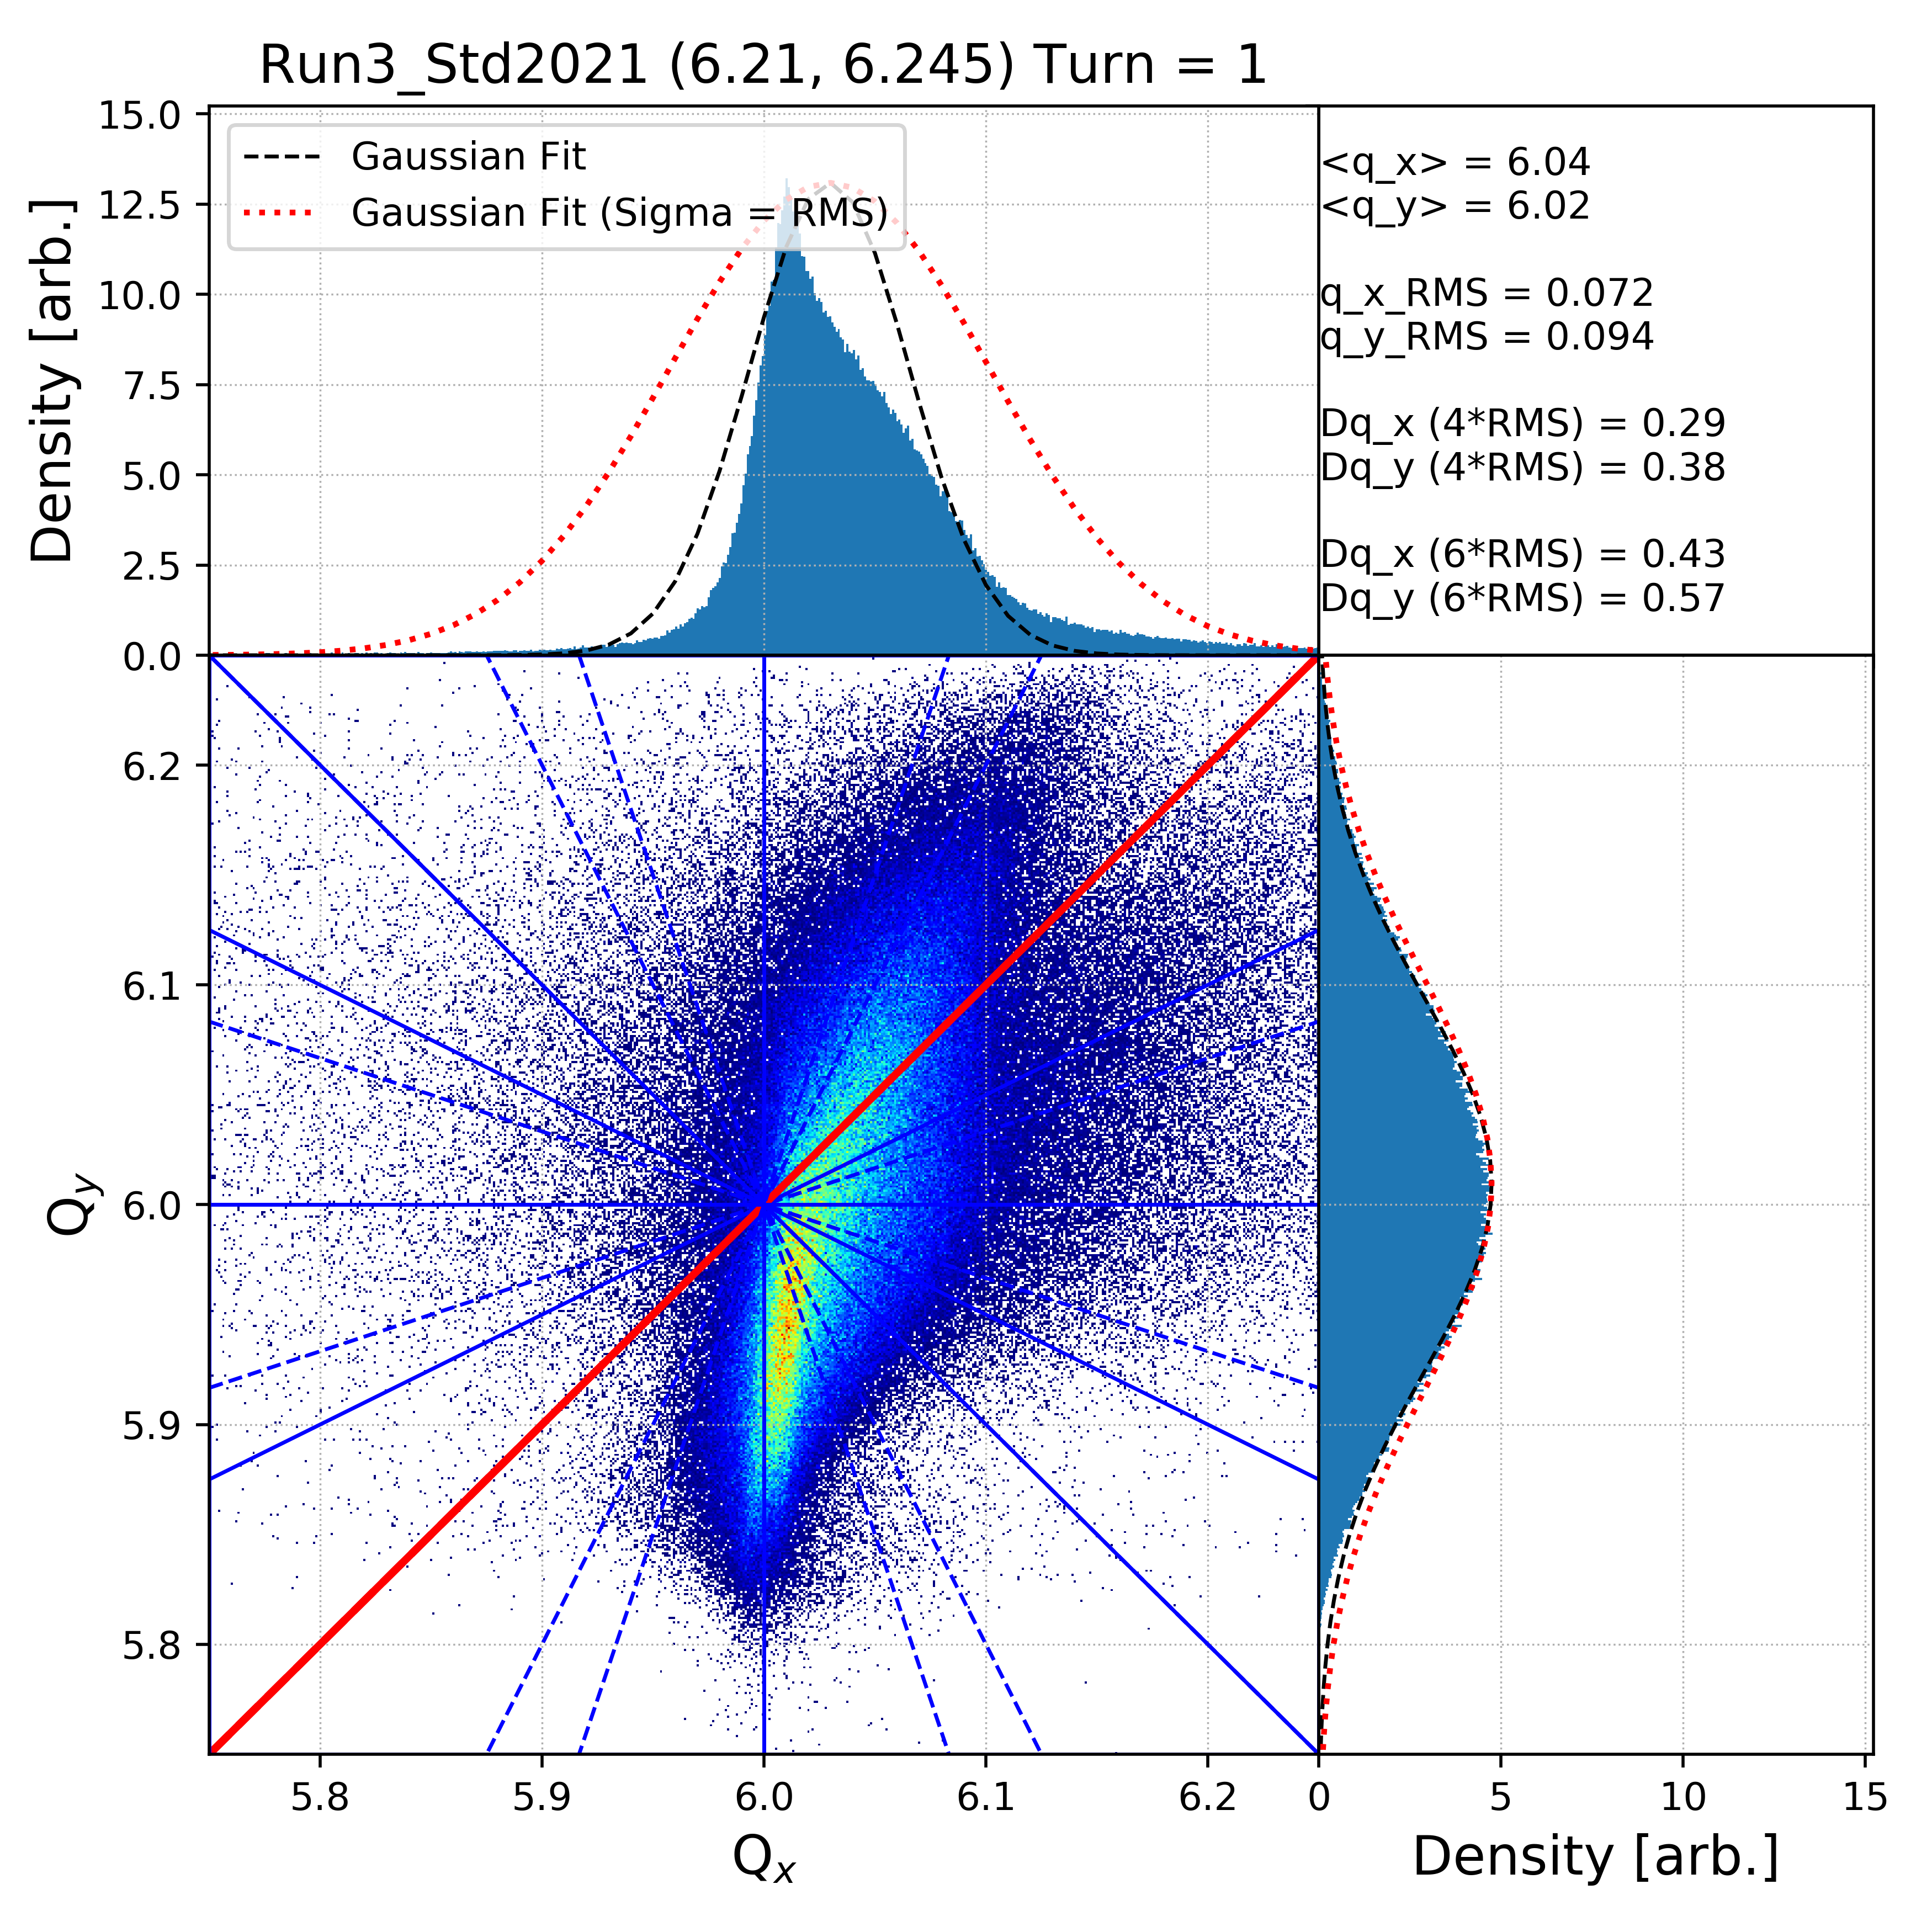 Run3_Std2021 (6.21, 6.245) Turn = 1
Density [arb.]
15.0
12.5
10.0
7.5
5.0
2.5
0.0
Gaussian Fit
Gaussian Fit (Sigma = RMS)
<q_x> = 6.04
<q_y> = 6.02
q_x_RMS = 0.072
q_y_RMS = 0.094
Dq_x (4*RMS) = 0.29
Dq_y (4*RMS) = 0.38
Dq_x (6*RMS) = 0.43
Dq_y (6*RMS) = 0.57
Qy
6.2
6.1
6.0
5.9
5.8
5.8 5.9 6.0 6.1 6.2
Qx
0 5 10 15
Density [arb.]